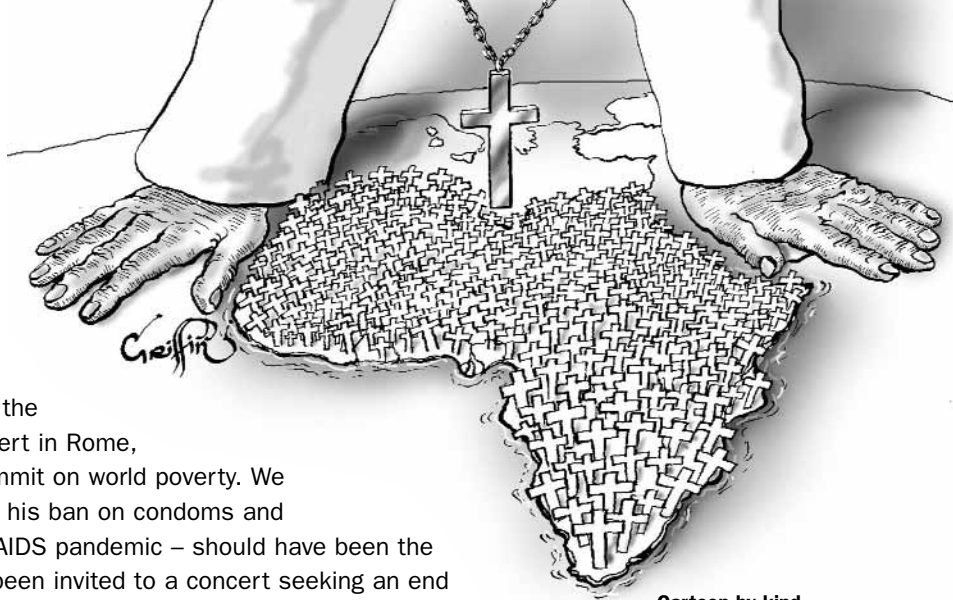 Griffin
the
ert in Rome,
mmit on world poverty. We
his ban on condoms and
AIDS pandemic – should have been the
been invited to a concert seeking an end
Cartoon by kind